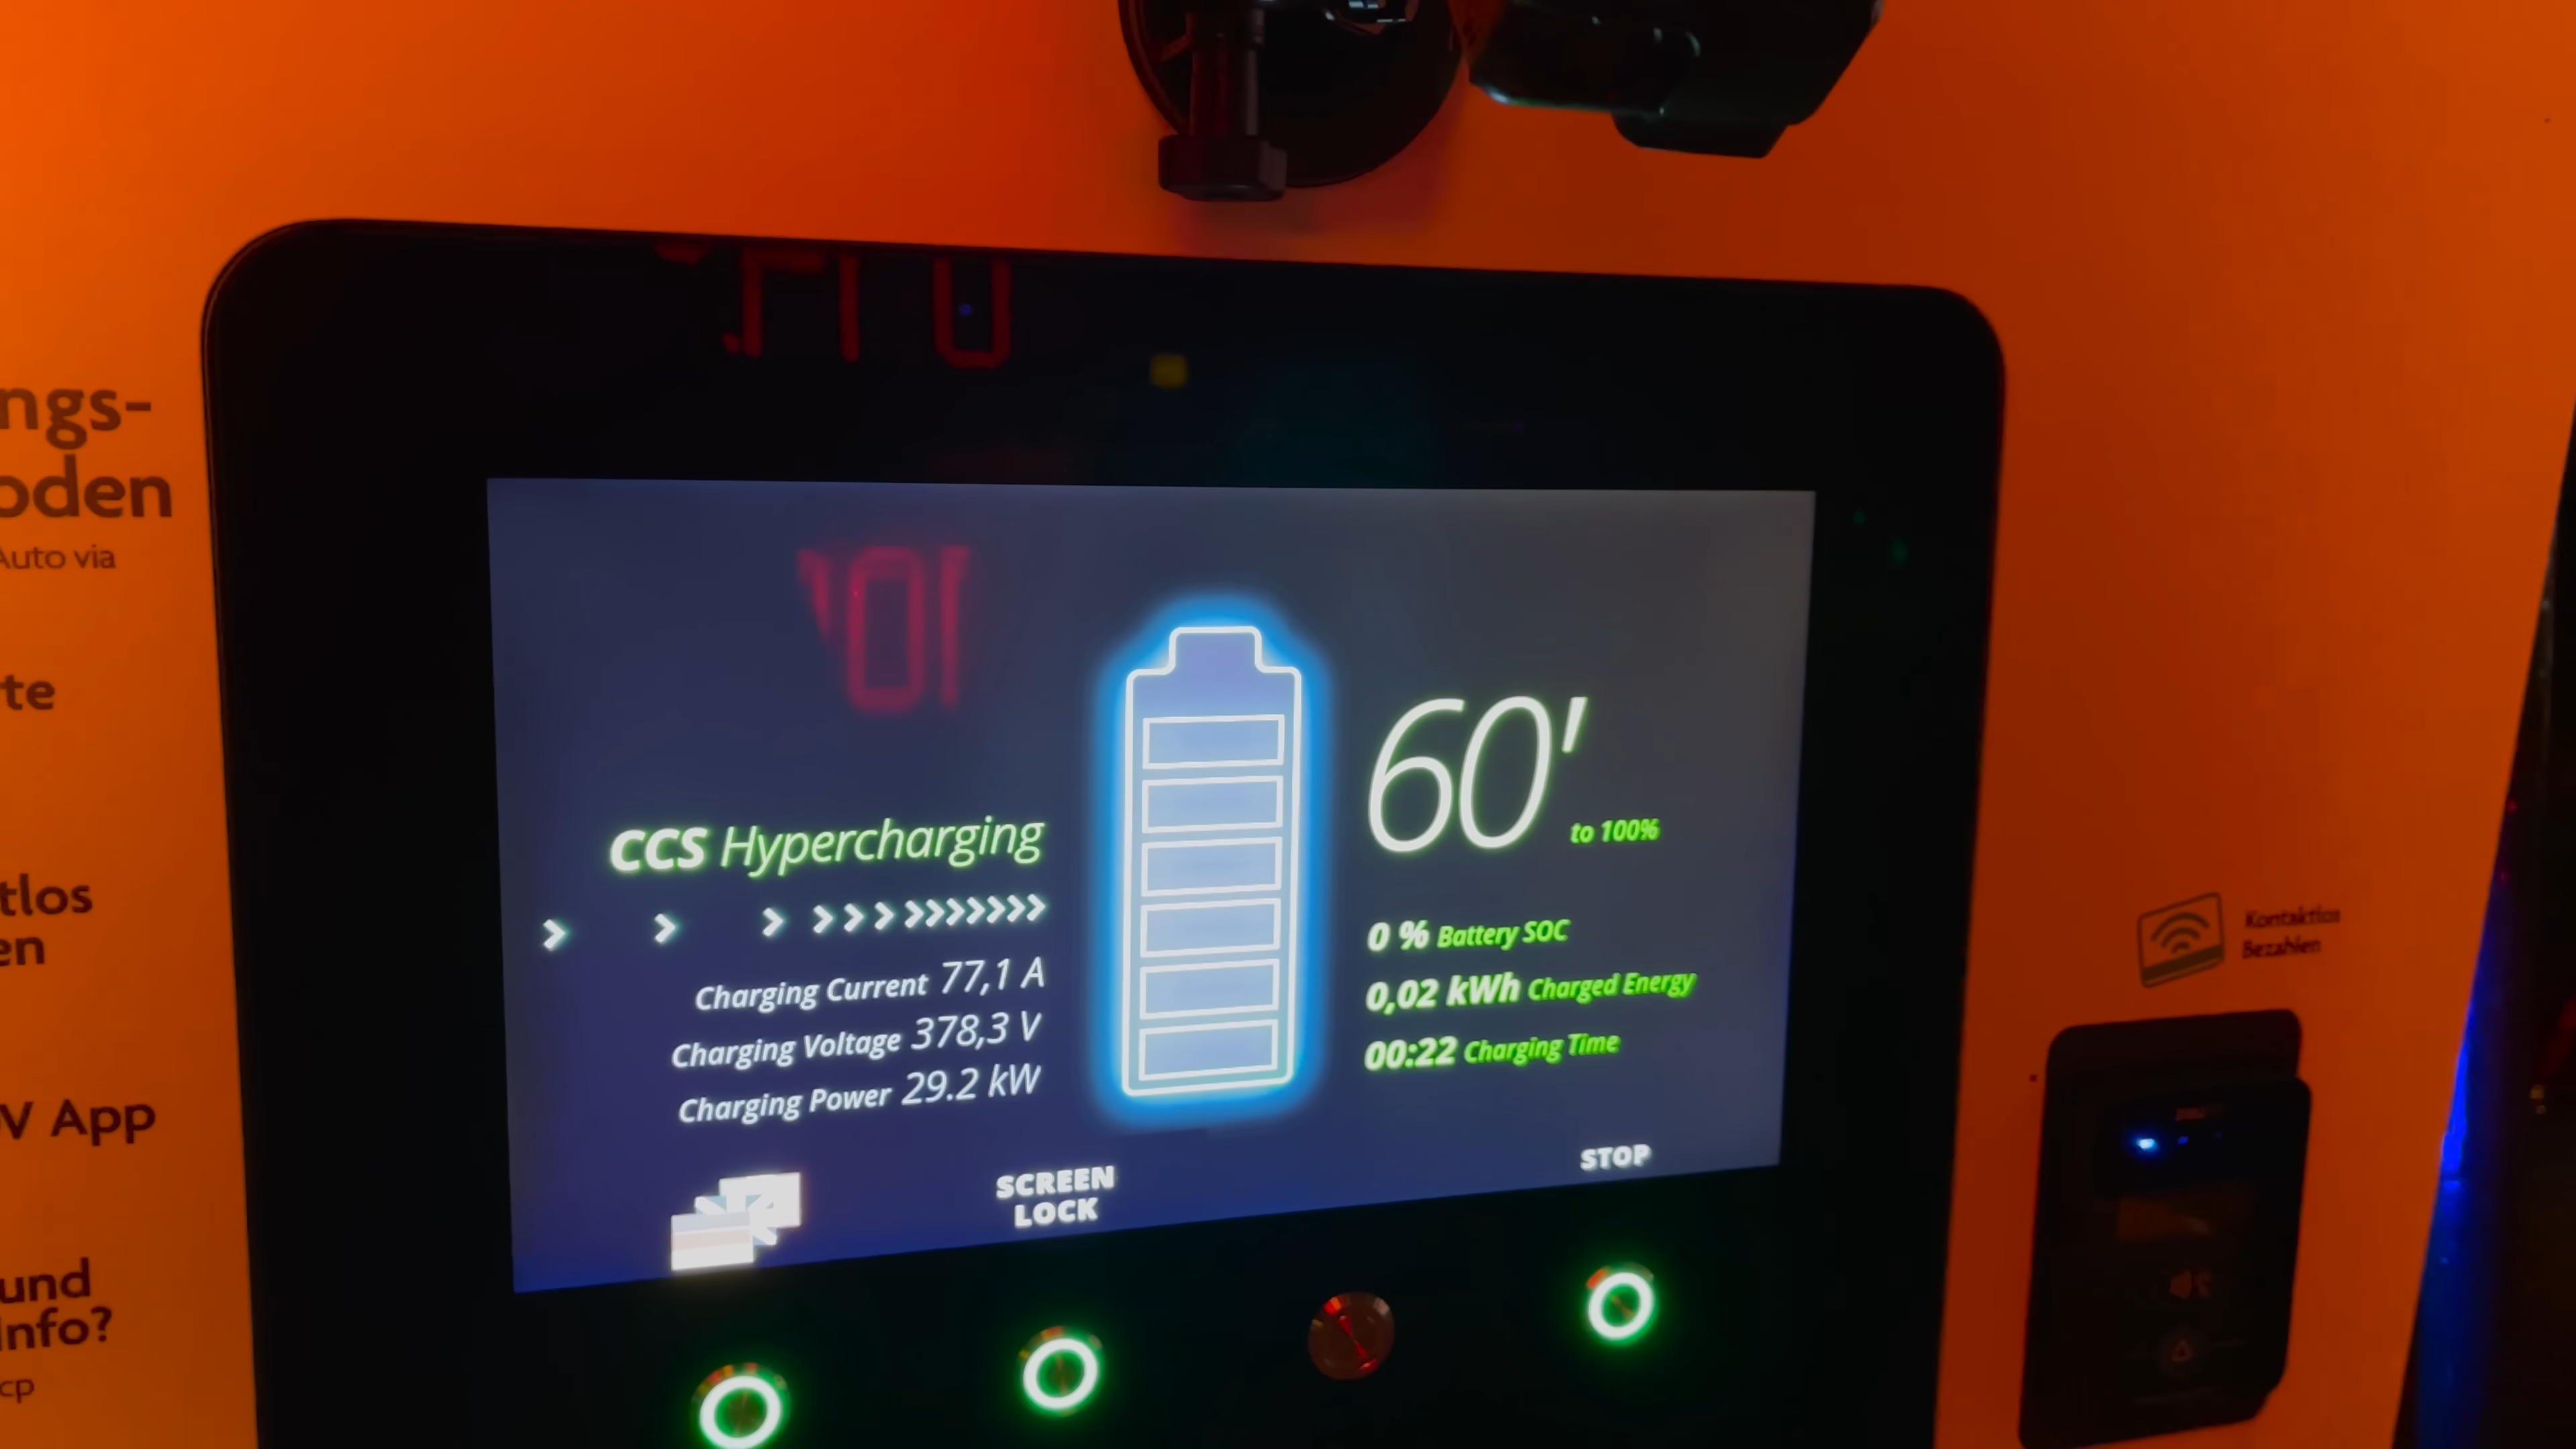 ngs-
oden
Auto via
te
tlos
en
V App
und
Info?
cp
CCS Hypercharging
Charging Current 77,1 A
Charging Voltage 378,3 V
Charging Power 29.2 kW
60'
to 100%
0 % Battery SOC
0,02 kWh Charged Energy
00:22 Charging Time
SCREEN
LOCK
STOP
Kontaktlos
Bezahlen